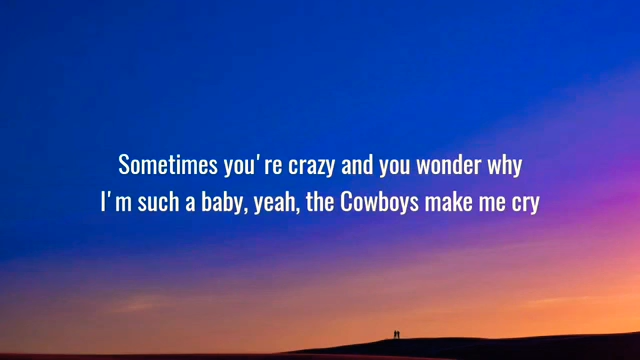 Sometimes you're crazy and you wonder why
I'm such a baby, yeah, the Cowboys make me cry